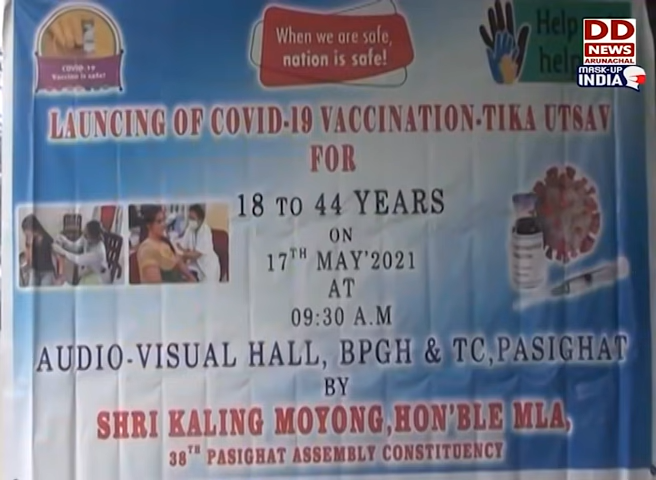 COVID-19
Vaccine is safe!
When we are safe,
nation is safe!
Help
help
DD
NEWS
ARUNACHAL
MASK-UP
INDIA
LAUNCING OF COVID-19 VACCINATION-TIKA UTSAV
FOR
18 TO 44 YEARS
ON
17TH MAY'2021
AT
09:30 A.M
AUDIO-VISUAL HALL, BPGH & TC,PASIGHAT
BY
SHRI KALING MOYONG,HON'BLE MLA,
38TH PASIGHAT ASSEMBLY CONSTITUENCY